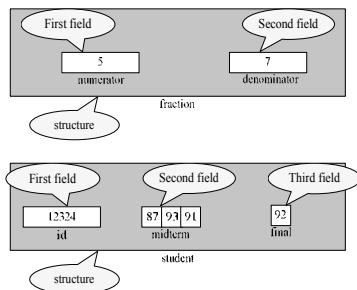 First field Second field
5 7
numerator denominator
fraction
structure
First field Second field Third field
12324 87 93 91 92
id midterm final
student
structure